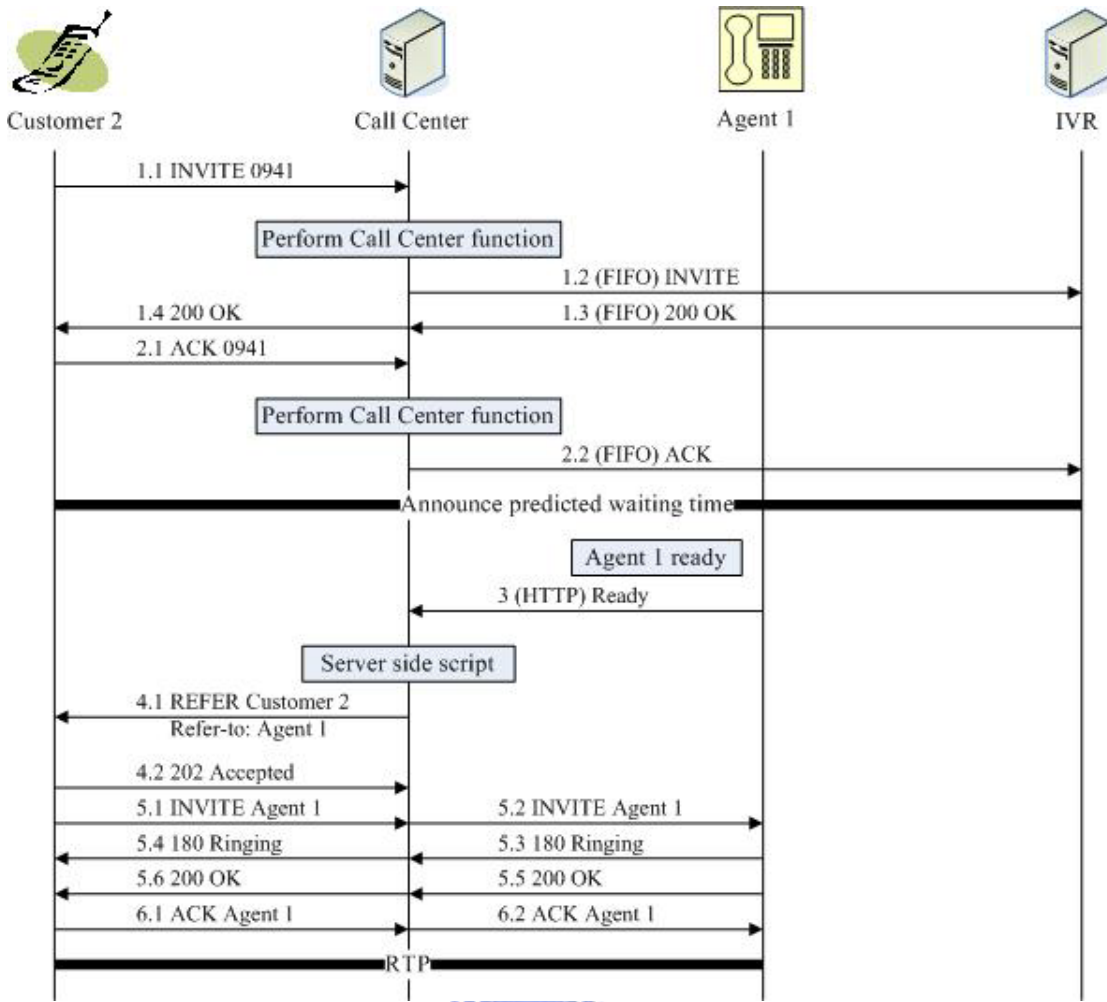 Customer 2
Call Center
Agent 1
IVR
1.1 INVITE 0941
Perform Call Center function
1.2 (FIFO) INVITE
1.4 200 OK
1.3 (FIFO) 200 OK
2.1 ACK 0941
Perform Call Center function
2.2 (FIFO) ACK
Announce predicted waiting time
Agent 1 ready
3 (HTTP) Ready
Server side script
4.1 REFER Customer 2
Refer-to: Agent 1
4.2 202 Accepted
5.1 INVITE Agent 1
5.2 INVITE Agent 1
5.4 180 Ringing
5.3 180 Ringing
5.6 200 OK
5.5 200 OK
6.1 ACK Agent 1
6.2 ACK Agent 1
RTP